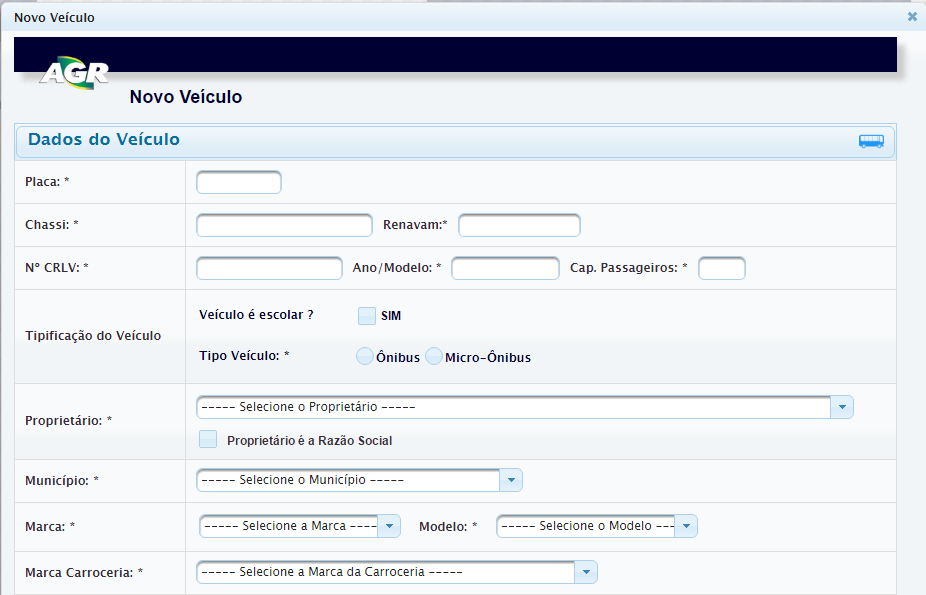 Novo Veículo
AGR
Novo Veículo
Dados do Veículo
Placa: *
Chassi: * Renavam:*
Nº CRLV: * Ano/Modelo: * Cap. Passageiros: *
Tipificação do Veículo
Veículo é escolar ? SIM
Tipo Veículo: * Ônibus Micro-Ônibus
Proprietário: * ----- Selecione o Proprietário -----
Proprietário é a Razão Social
Município: * ----- Selecione o Município -----
Marca: * ----- Selecione a Marca ---- Modelo: * ----- Selecione o Modelo ---
Marca Carroceria: * ----- Selecione a Marca da Carroceria -----